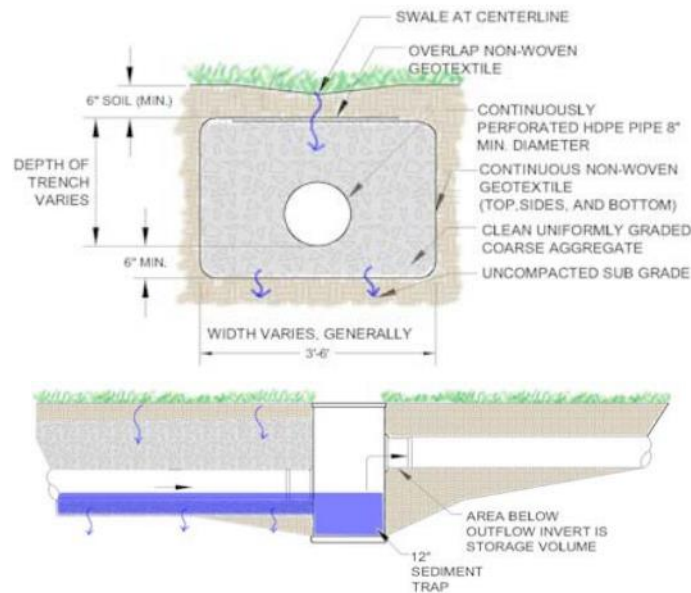 SWALE AT CENTERLINE
OVERLAP NON-WOVEN
GEOTEXTILE
6" SOIL (MIN.)
CONTINUOUSLY
PERFORATED HDPE PIPE 8"
MIN. DIAMETER
DEPTH OF
TRENCH
VARIES
CONTINUOUS NON-WOVEN
GEOTEXTILE
(TOP,SIDES, AND BOTTOM)
CLEAN UNIFORMLY GRADED
COARSE AGGREGATE
6" MIN.
UNCOMPACTED SUB GRADE
WIDTH VARIES, GENERALLY
3'-6'
AREA BELOW
OUTFLOW INVERT IS
STORAGE VOLUME
12"
SEDIMENT
TRAP